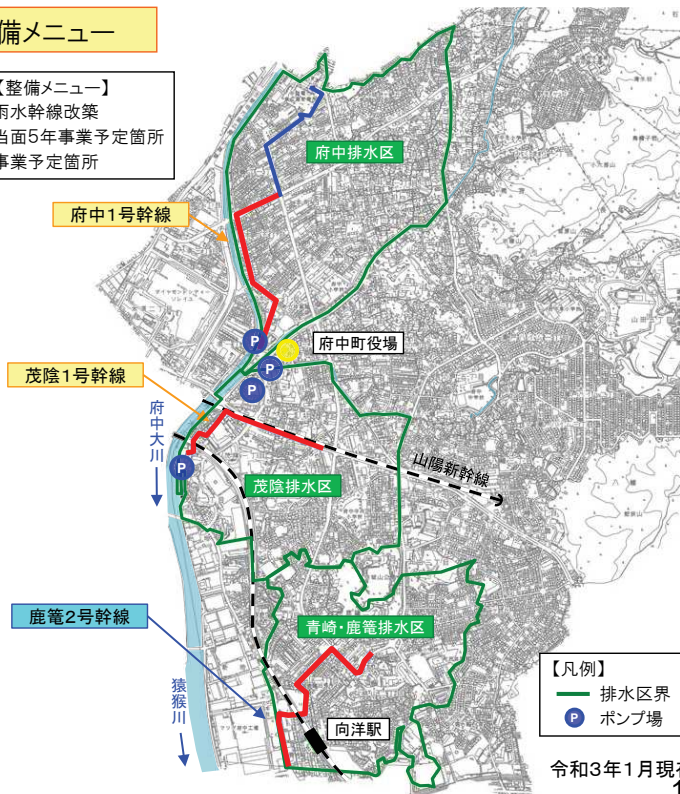 備メニュー
【整備メニュー】
雨水幹線改築
当面5年事業予定箇所
事業予定箇所
府中排水区
府中1号幹線
府中町役場
P
P
P
茂陰1号幹線
府中大川
山陽新幹線
P
茂陰排水区
鹿篭2号幹線
青崎・鹿篭排水区
猿猴川
向洋駅
【凡例】
排水区界
P ポンプ場
令和3年1月現在
1